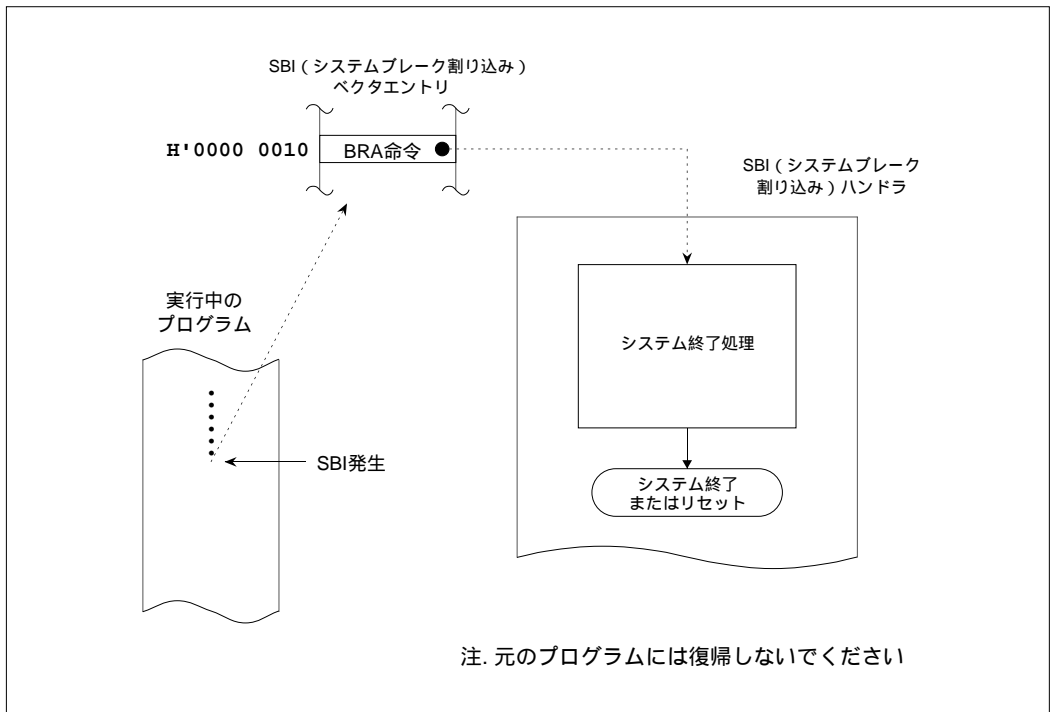 SBI（システムブレーク割り込み）
ベクタエントリ
H'0000 0010
BRA命令
SBI（システムブレーク
割り込み）ハンドラ
実行中の
プログラム
システム終了処理
SBI発生
システム終了
またはリセット
注. 元のプログラムには復帰しないでください